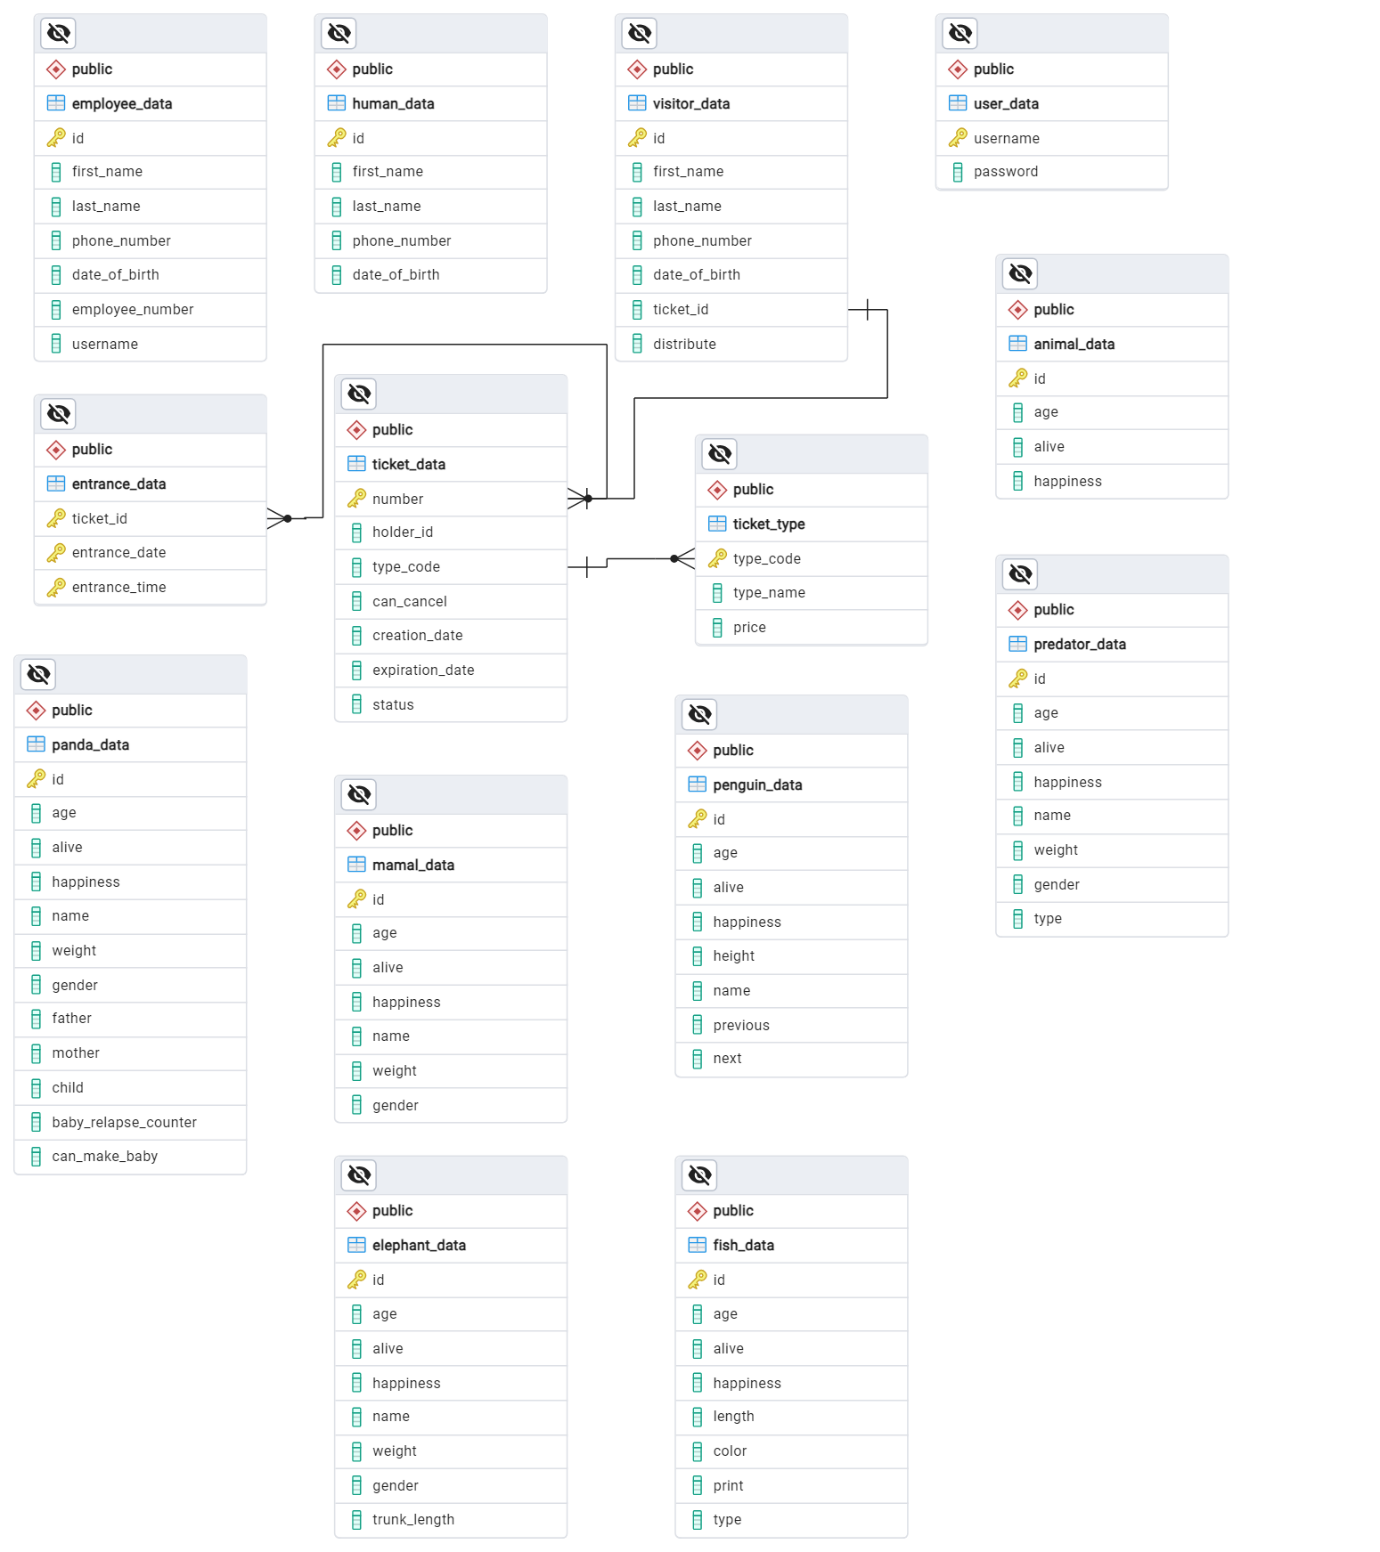 public
employee_data
id
first_name
last_name
phone_number
date_of_birth
employee_number
username
public
human_data
id
first_name
last_name
phone_number
date_of_birth
public
visitor_data
id
first_name
last_name
phone_number
date_of_birth
ticket_id
distribute
public
user_data
username
password
public
animal_data
id
age
alive
happiness
public
entrance_data
ticket_id
entrance_date
entrance_time
public
ticket_data
number
holder_id
type_code
can_cancel
creation_date
expiration_date
status
public
ticket_type
type_code
type_name
price
public
predator_data
id
age
alive
happiness
name
weight
gender
type
public
panda_data
id
age
alive
happiness
name
weight
gender
father
mother
child
baby_relapse_counter
can_make_baby
public
mamal_data
id
age
alive
happiness
name
weight
gender
public
penguin_data
id
age
alive
happiness
height
name
previous
next
public
elephant_data
id
age
alive
happiness
name
weight
gender
trunk_length
public
fish_data
id
age
alive
happiness
length
color
print
type